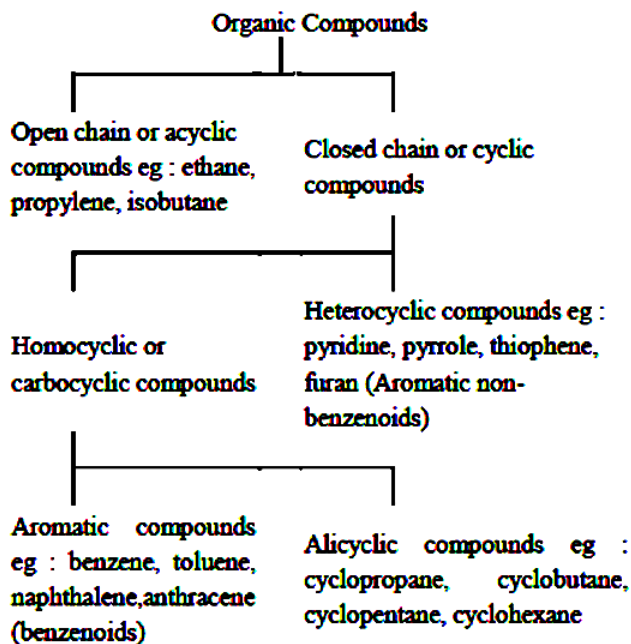 Organic Compounds
Open chain or acyclic
compounds eg : ethane,
propylene, isobutane
Closed chain or cyclic
compounds
Homocyclic or
carbocyclic compounds
Heterocyclic compounds eg :
pyridine, pyrrole, thiophene,
furan (Aromatic non-
benzenoids)
Aromatic compounds
eg : benzene, toluene,
naphthalene,anthracene
(benzenoids)
Alicyclic compounds eg :
cyclopropane, cyclobutane,
cyclopentane, cyclohexane